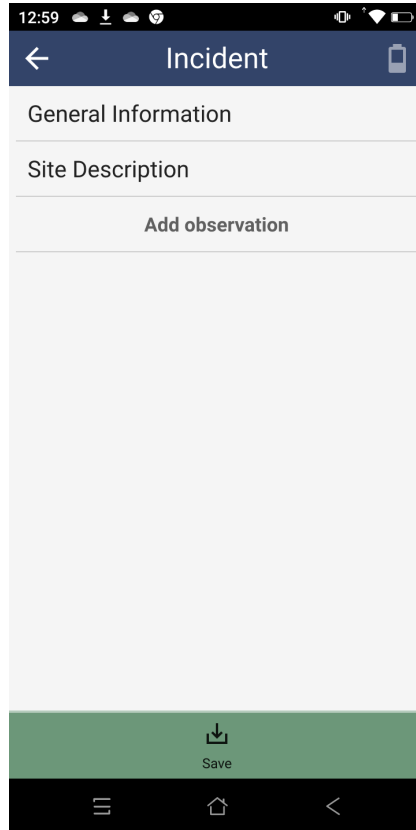 12:59
Incident
General Information
Site Description
Add observation
Save